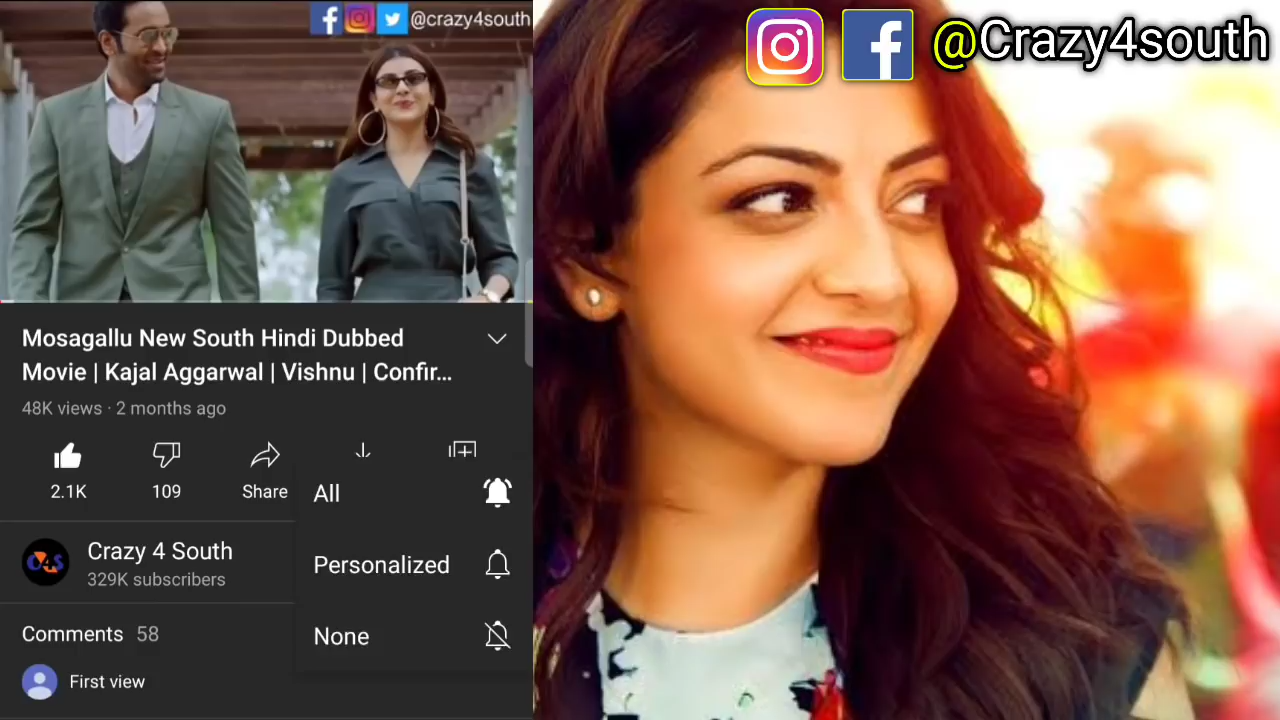 @crazy4south
@Crazy4south
Mosagallu New South Hindi Dubbed
Movie | Kajal Aggarwal | Vishnu | Confir...
48K views · 2 months ago
2.1K
109
Share
All
Personalized
None
C4S
Crazy 4 South
329K subscribers
Comments 58
First view